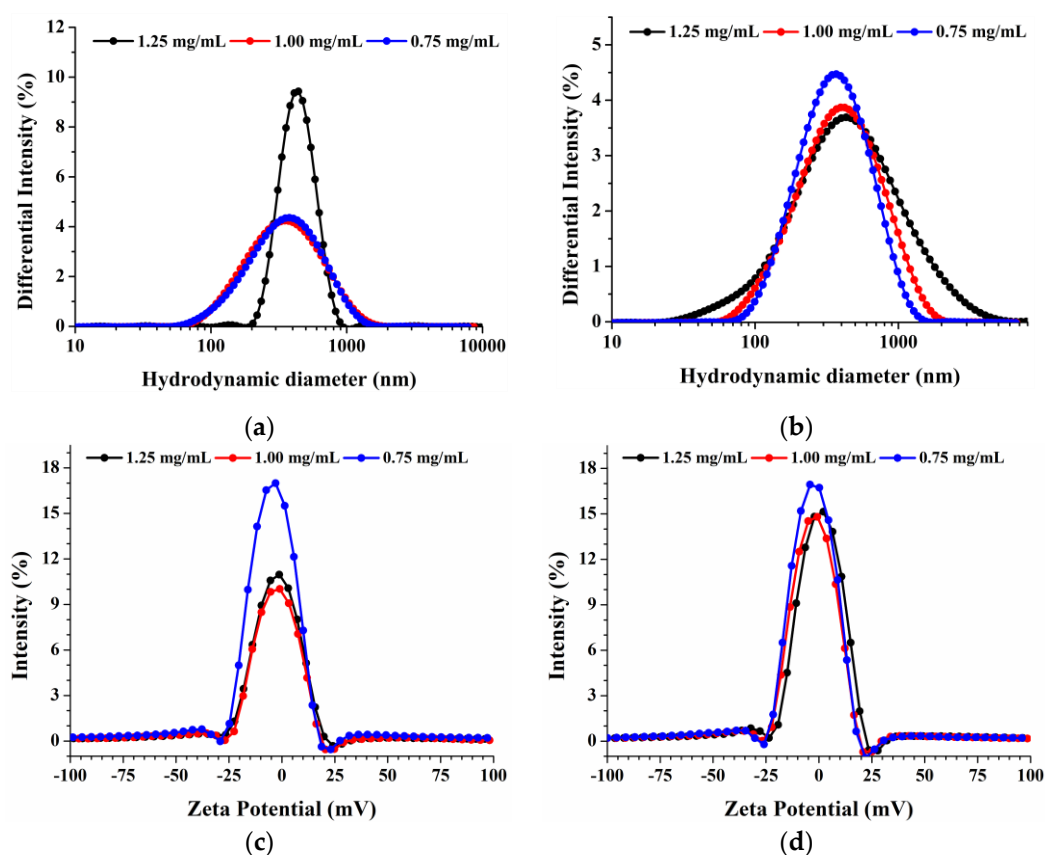 1.25 mg/mL 1.00 mg/mL 0.75 mg/mL
Differential Intensity (%)
12
10
8
6
4
2
0
10 100 1000 10000
Hydrodynamic diameter (nm)
(a)
1.25 mg/mL 1.00 mg/mL 0.75 mg/mL
Differential Intensity (%)
5
4
3
2
1
0
10 100 1000
Hydrodynamic diameter (nm)
(b)
1.25 mg/mL 1.00 mg/mL 0.75 mg/mL
Intensity (%)
18
15
12
9
6
3
0
-100 -75 -50 -25 0 25 50 75 100
Zeta Potential (mV)
(c)
1.25 mg/mL 1.00 mg/mL 0.75 mg/mL
Intensity (%)
18
15
12
9
6
3
0
-100 -75 -50 -25 0 25 50 75 100
Zeta Potential (mV)
(d)